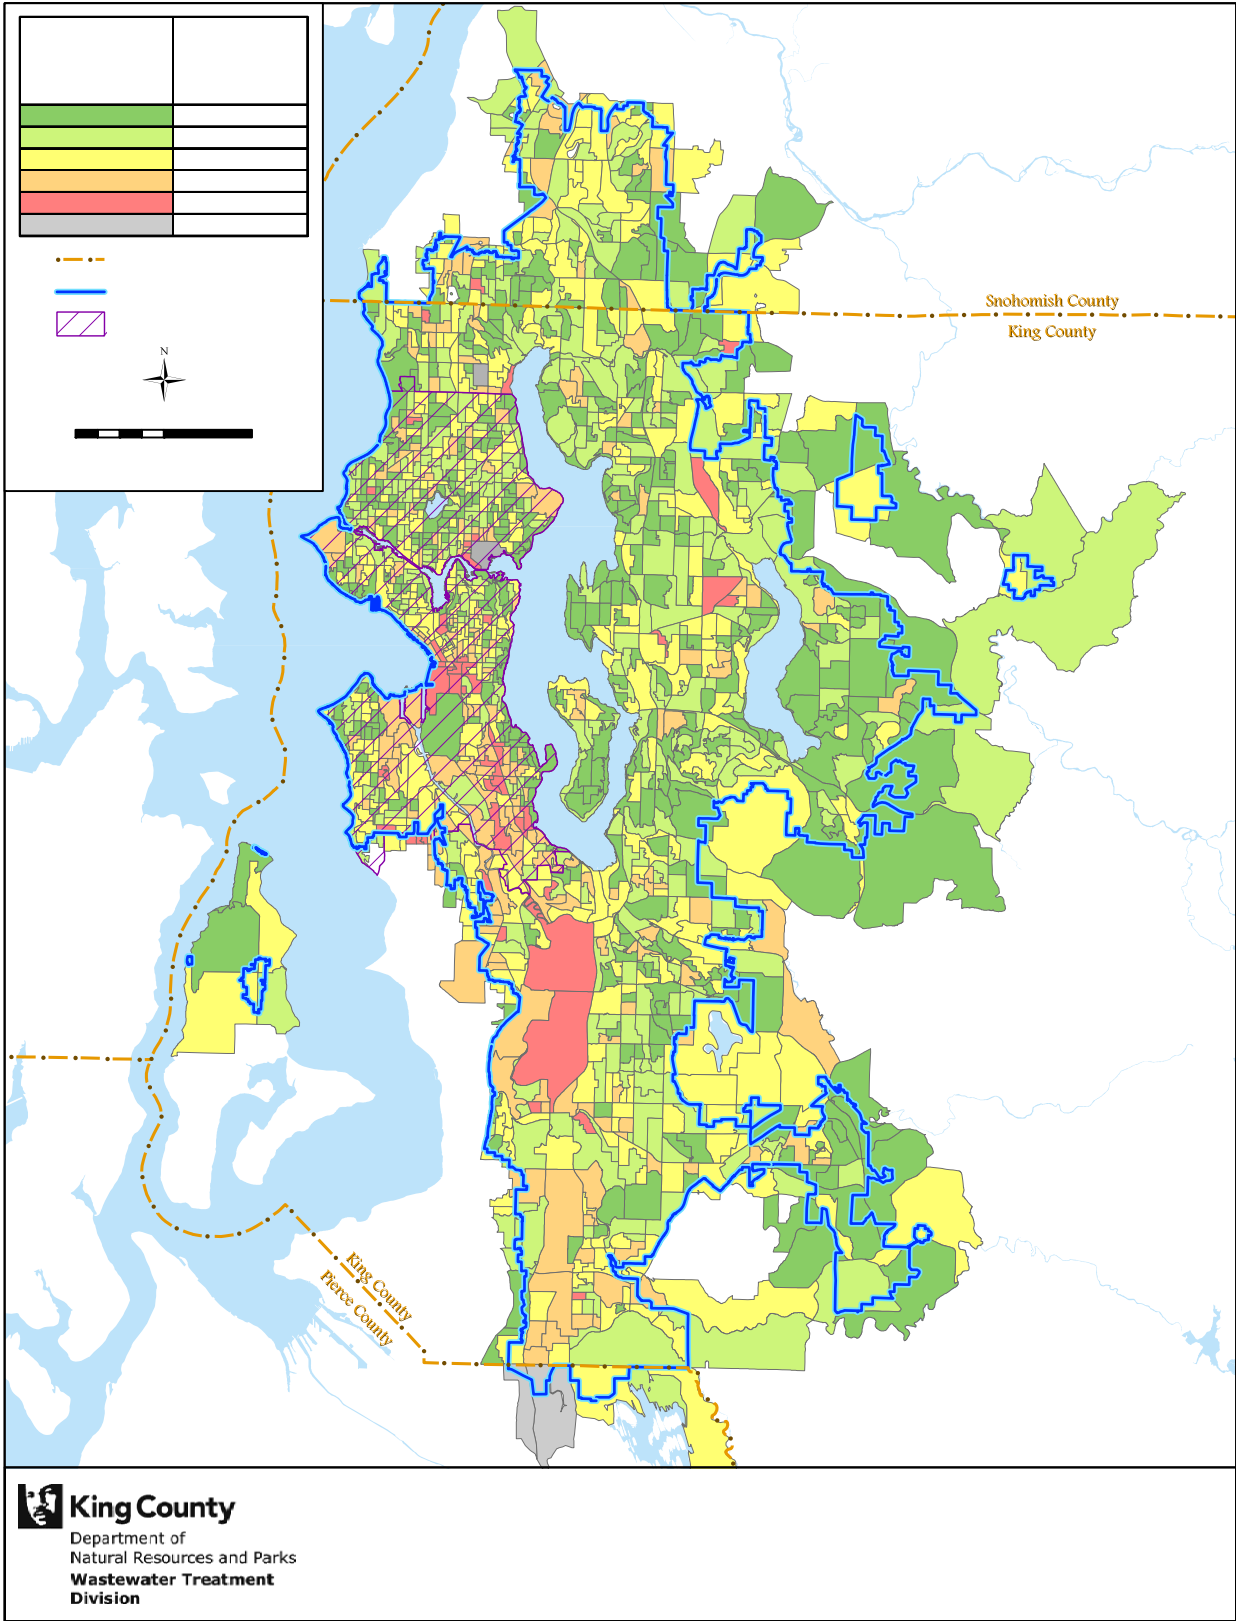 N
Snohomish County
King County
King County
Pierce County
King County
Department of
Natural Resources and Parks
Wastewater Treatment
Division